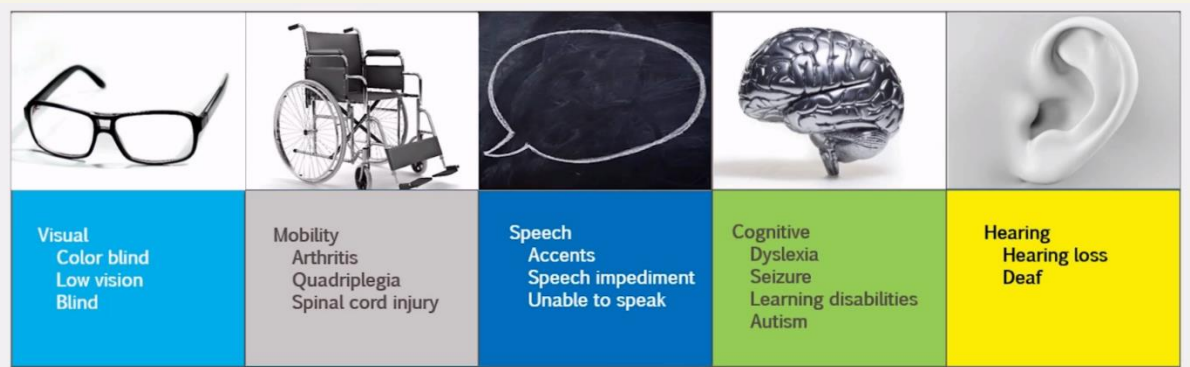 Visual
Color blind
Low vision
Blind
Mobility
Arthritis
Quadriplegia
Spinal cord injury
Speech
Accents
Speech impediment
Unable to speak
Cognitive
Dyslexia
Seizure
Learning disabilities
Autism
Hearing
Hearing loss
Deaf